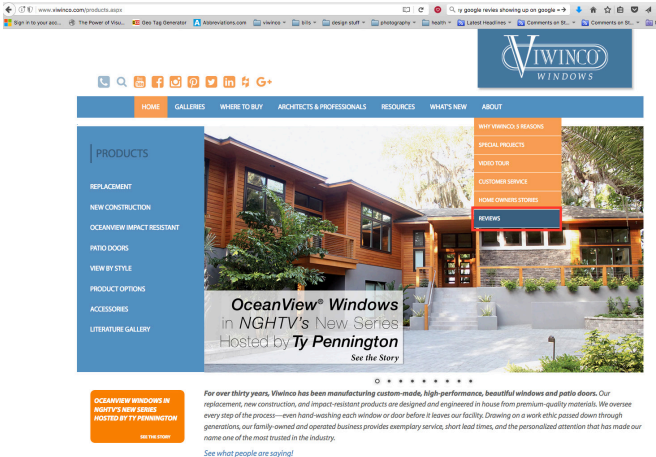 www.viwinco.com/products.aspx
ry google revies showing up on google
Sign in to your acc...
The Power of Visu...
Geo Tag Generator
Abbreviations.com
viwinco
bills
design stuff
photography
health
Latest Headlines
Comments on St...
Comments on St...
VIWINCO
WINDOWS
G+
HOME GALLERIES WHERE TO BUY ARCHITECTS & PROFESSIONALS RESOURCES WHAT'S NEW ABOUT
WHY VIWINCO: 3 REASONS
SPECIAL PROJECTS
VIDEO TOUR
CUSTOMER SERVICE
HOME OWNERS STORIES
REVIEWS
PRODUCTS
REPLACEMENT
NEW CONSTRUCTION
OCEANVIEW IMPACT RESISTANT
PATIO DOORS
VIEW BY STYLE
PRODUCT OPTIONS
ACCESSORIES
LITERATURE GALLERY
OceanView® Windows
in NGHTV's New Series
Hosted by Ty Pennington
See the Story
OCEANVIEW WINDOWS IN
NGHTV'S NEW SERIES
HOSTED BY TY PENNINGTON
SEE THE STORY
For over thirty years, Viwinco has been manufacturing custom-made, high-performance, beautiful windows and patio doors. Our
replacement, new construction, and impact-resistant products are designed and engineered in house from premium-quality materials. We oversee
every step of the process—even hand-washing each window or door before it leaves our facility. Drawing on a work ethic passed down through
generations, our family-owned and operated business provides exemplary service, short lead times, and the personalized attention that has made our
name one of the most trusted in the industry.
See what people are saying!